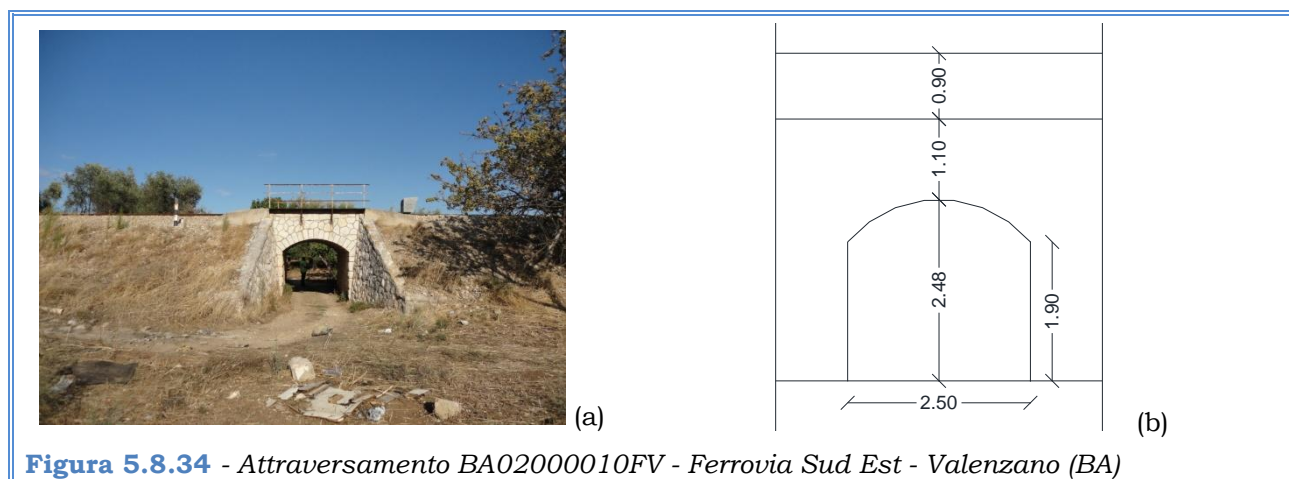 0.90
1.10
2.48
1.90
2.50
(a)
(b)
Figura 5.8.34 - Attraversamento BA02000010FV - Ferrovia Sud Est - Valenzano (BA)